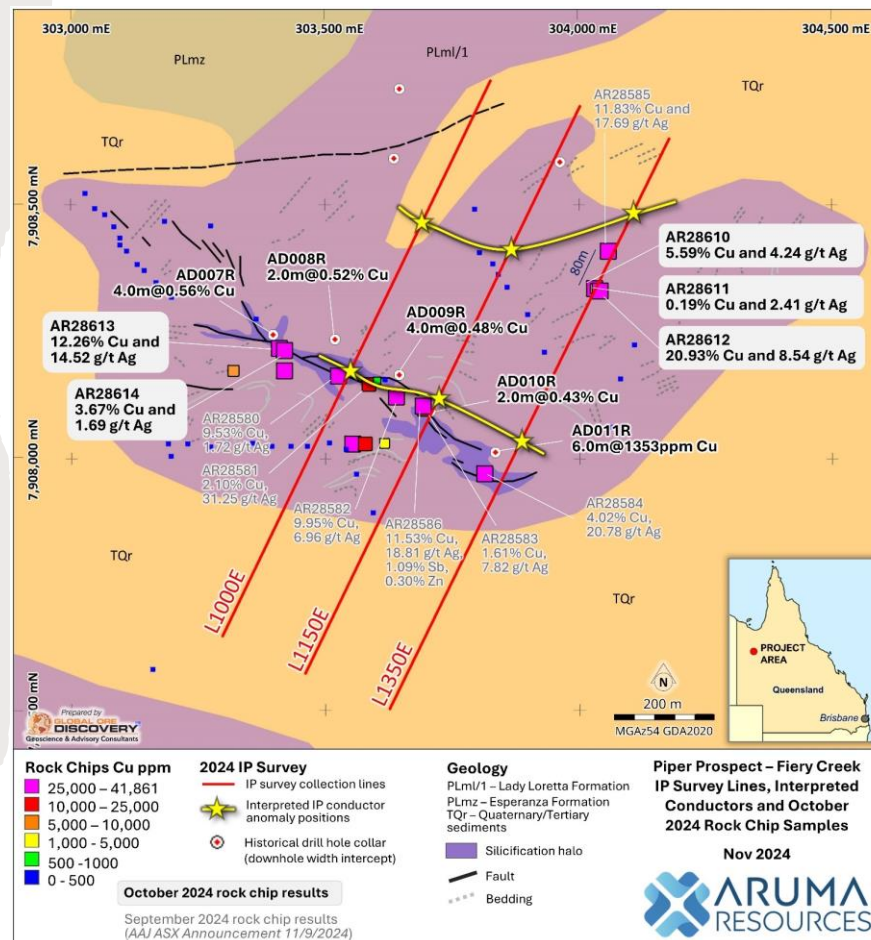 303,000 mE
303,500 mE
304,000 mE
304,500 mE
PLmz
PLml/1
TQr
TQr
AR28585
11.83% Cu and
17.69 g/t Ag
7,908,500 mN
80m
AR28610
5.59% Cu and 4.24 g/t Ag
AR28611
0.19% Cu and 2.41 g/t Ag
AR28612
20.93% Cu and 8.54 g/t Ag
AD007R
4.0m@0.56% Cu
AD008R
2.0m@0.52% Cu
AD009R
4.0m@0.48% Cu
AD010R
2.0m@0.43% Cu
AD011R
6.0m@1353ppm Cu
AR28613
12.26% Cu and
14.52 g/t Ag
AR28614
3.67% Cu and
1.69 g/t Ag
7,908,000 mN
AR28580
9.53% Cu,
1.72 g/t Ag
AR28581
2.10% Cu,
31.25 g/t Ag
AR28582
9.95% Cu,
6.96 g/t Ag
AR28586
11.53% Cu,
18.81 g/t Ag,
1.09% Sb,
0.30% Zn
AR28583
1.61% Cu,
7.82 g/t Ag
AR28584
4.02% Cu,
20.78 g/t Ag
TQr
TQr
L1000E
L1150E
L1350E
N
200 m
MGAz54 GDA2020
PROJECT
AREA
Queensland
Brisbane
Prepared by
GLOBAL ORE
DISCOVERY
Geoscience & Advisory Consultants
Rock Chips Cu ppm
25,000 – 41,861
10,000 – 25,000
5,000 – 10,000
1,000 – 5,000
500 -1000
0 - 500
October 2024 rock chip results
September 2024 rock chip results
(AAJ ASX Announcement 11/9/2024)
2024 IP Survey
IP survey collection lines
Interpreted IP conductor
anomaly positions
Historical drill hole collar
(downhole width intercept)
Geology
PLml/1 – Lady Loretta Formation
PLmz – Esperanza Formation
TQr – Quaternary/Tertiary
sediments
Silicification halo
Fault
Bedding
Piper Prospect – Fiery Creek
IP Survey Lines, Interpreted
Conductors and October
2024 Rock Chip Samples
Nov 2024
ARUMA
RESOURCES